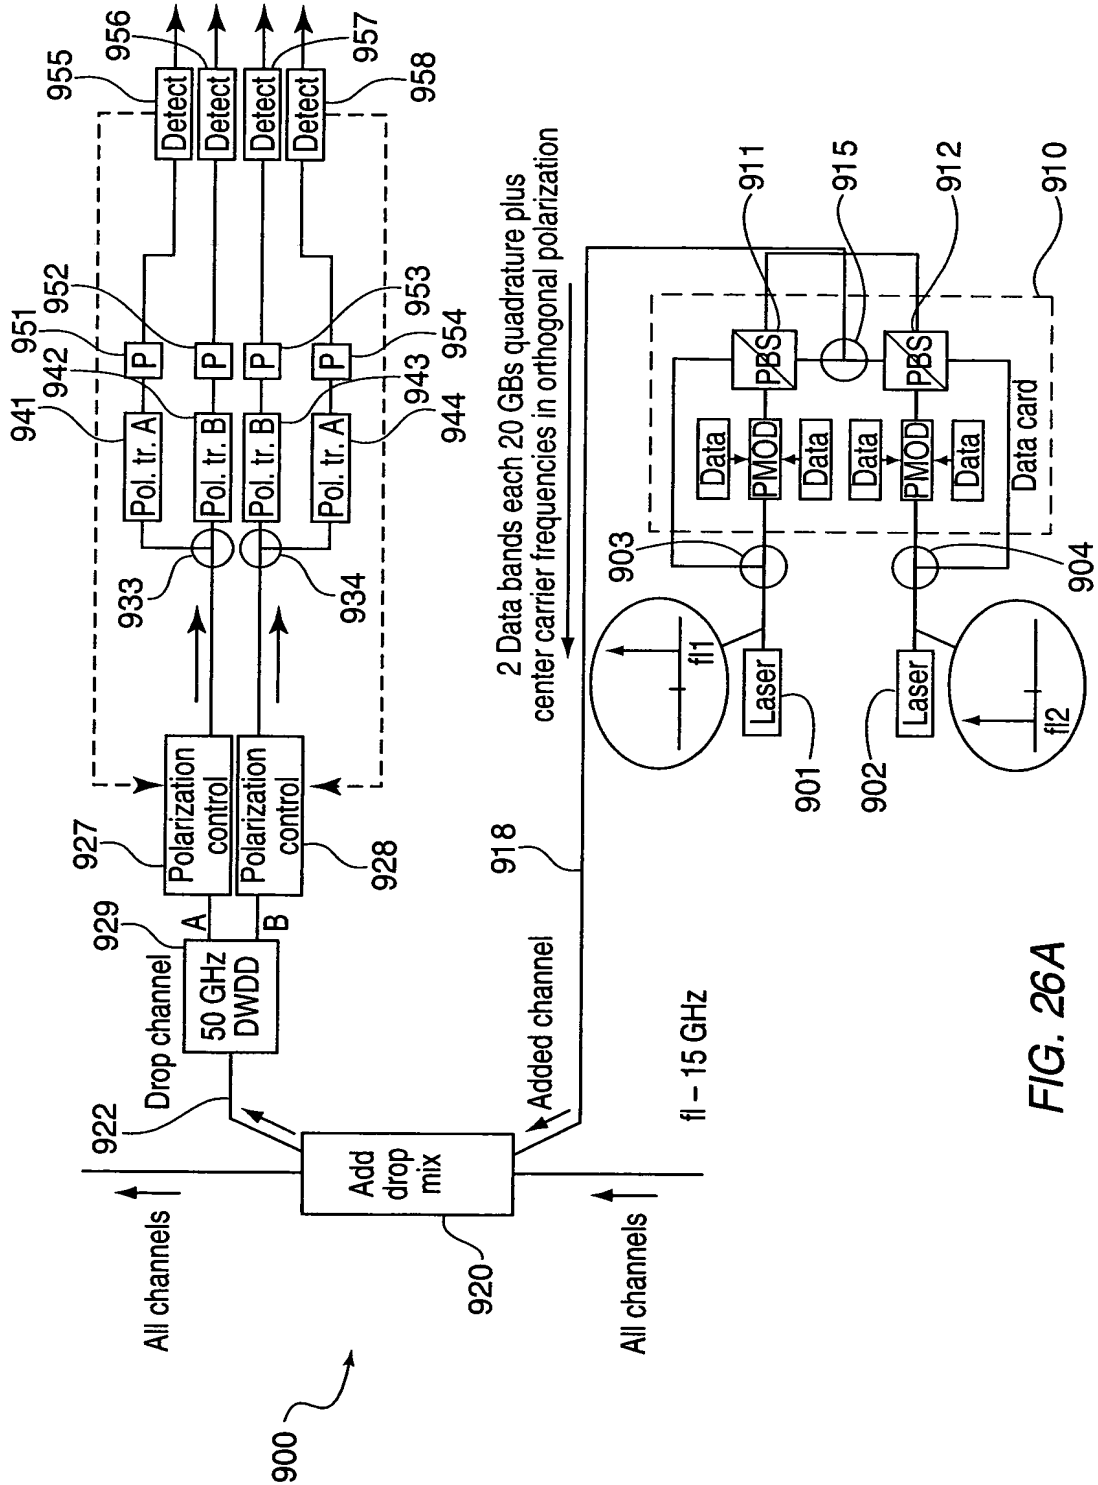 955
956
957
958
Detect
Detect
Detect
Detect
951
952
953
954
P
P
P
P
941
942
943
944
Pol. tr. A
Pol. tr. B
Pol. tr. B
Pol. tr. A
933
934
927
928
Polarization
control
Polarization
control
A
B
929
Drop channel
50 GHz
DWDD
922
All channels
Add
drop
mix
920
All channels
900
Added channel
918
2 Data bands each 20 GBs quadrature plus
center carrier frequencies in orthogonal polarization
911
915
912
910
PBS
PBS
Data
PMOD
Data
Data
PMOD
Data
Data card
903
904
fl1
fl2
Laser
Laser
901
902
fl – 15 GHz
FIG. 26A